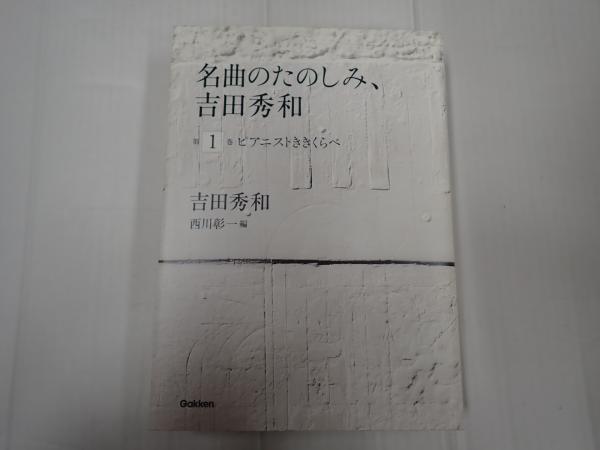 名曲のたのしみ、
吉田秀和
第 1 巻 ピアニストききくらべ
吉田秀和
西川彰一 編
Gakken